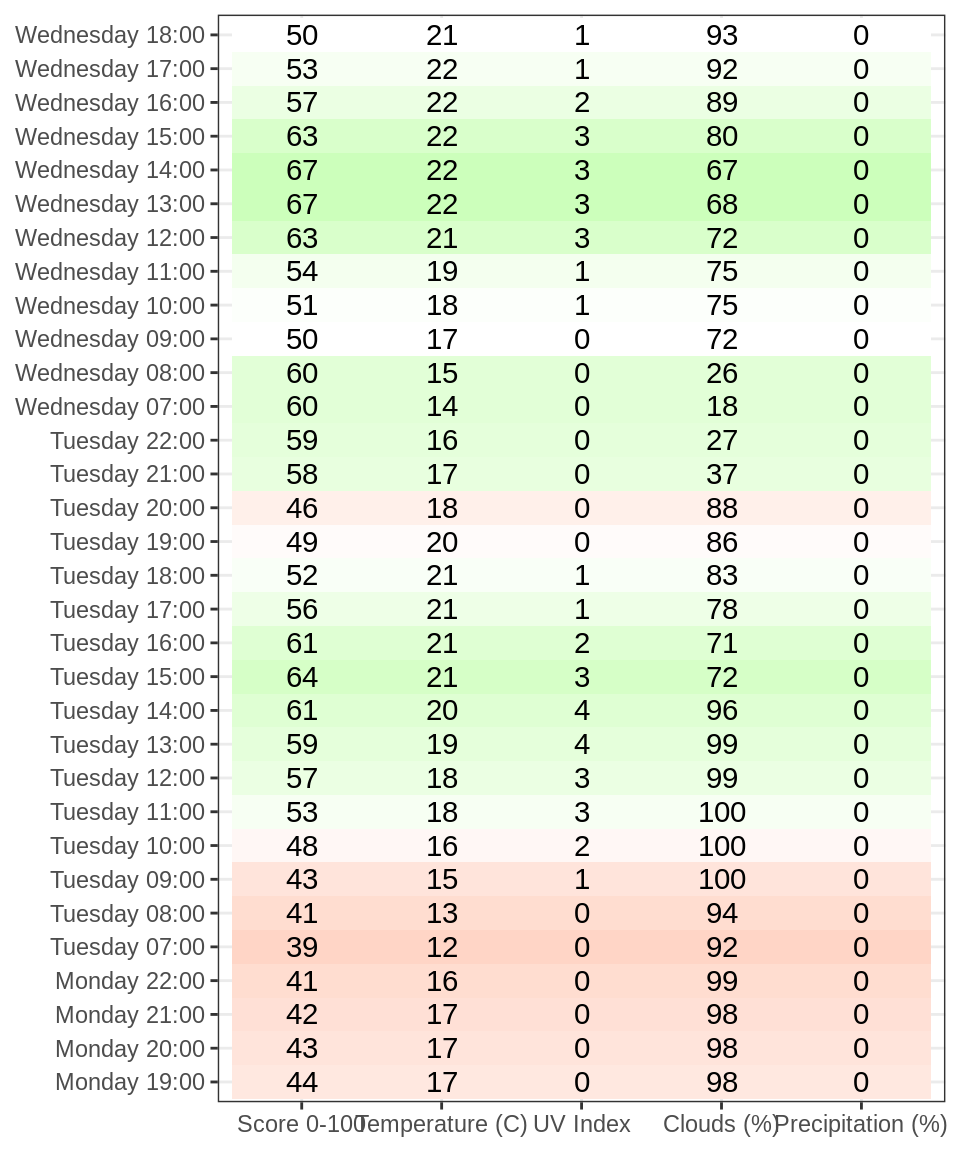 Wednesday 18:00 50 21 1 93 0
Wednesday 17:00 53 22 1 92 0
Wednesday 16:00 57 22 2 89 0
Wednesday 15:00 63 22 3 80 0
Wednesday 14:00 67 22 3 67 0
Wednesday 13:00 67 22 3 68 0
Wednesday 12:00 63 21 3 72 0
Wednesday 11:00 54 19 1 75 0
Wednesday 10:00 51 18 1 75 0
Wednesday 09:00 50 17 0 72 0
Wednesday 08:00 60 15 0 26 0
Wednesday 07:00 60 14 0 18 0
Tuesday 22:00 59 16 0 27 0
Tuesday 21:00 58 17 0 37 0
Tuesday 20:00 46 18 0 88 0
Tuesday 19:00 49 20 0 86 0
Tuesday 18:00 52 21 1 83 0
Tuesday 17:00 56 21 1 78 0
Tuesday 16:00 61 21 2 71 0
Tuesday 15:00 64 21 3 72 0
Tuesday 14:00 61 20 4 96 0
Tuesday 13:00 59 19 4 99 0
Tuesday 12:00 57 18 3 99 0
Tuesday 11:00 53 18 3 100 0
Tuesday 10:00 48 16 2 100 0
Tuesday 09:00 43 15 1 100 0
Tuesday 08:00 41 13 0 94 0
Tuesday 07:00 39 12 0 92 0
Monday 22:00 41 16 0 99 0
Monday 21:00 42 17 0 98 0
Monday 20:00 43 17 0 98 0
Monday 19:00 44 17 0 98 0
Score 0-100 Temperature (C) UV Index Clouds (%) Precipitation (%)